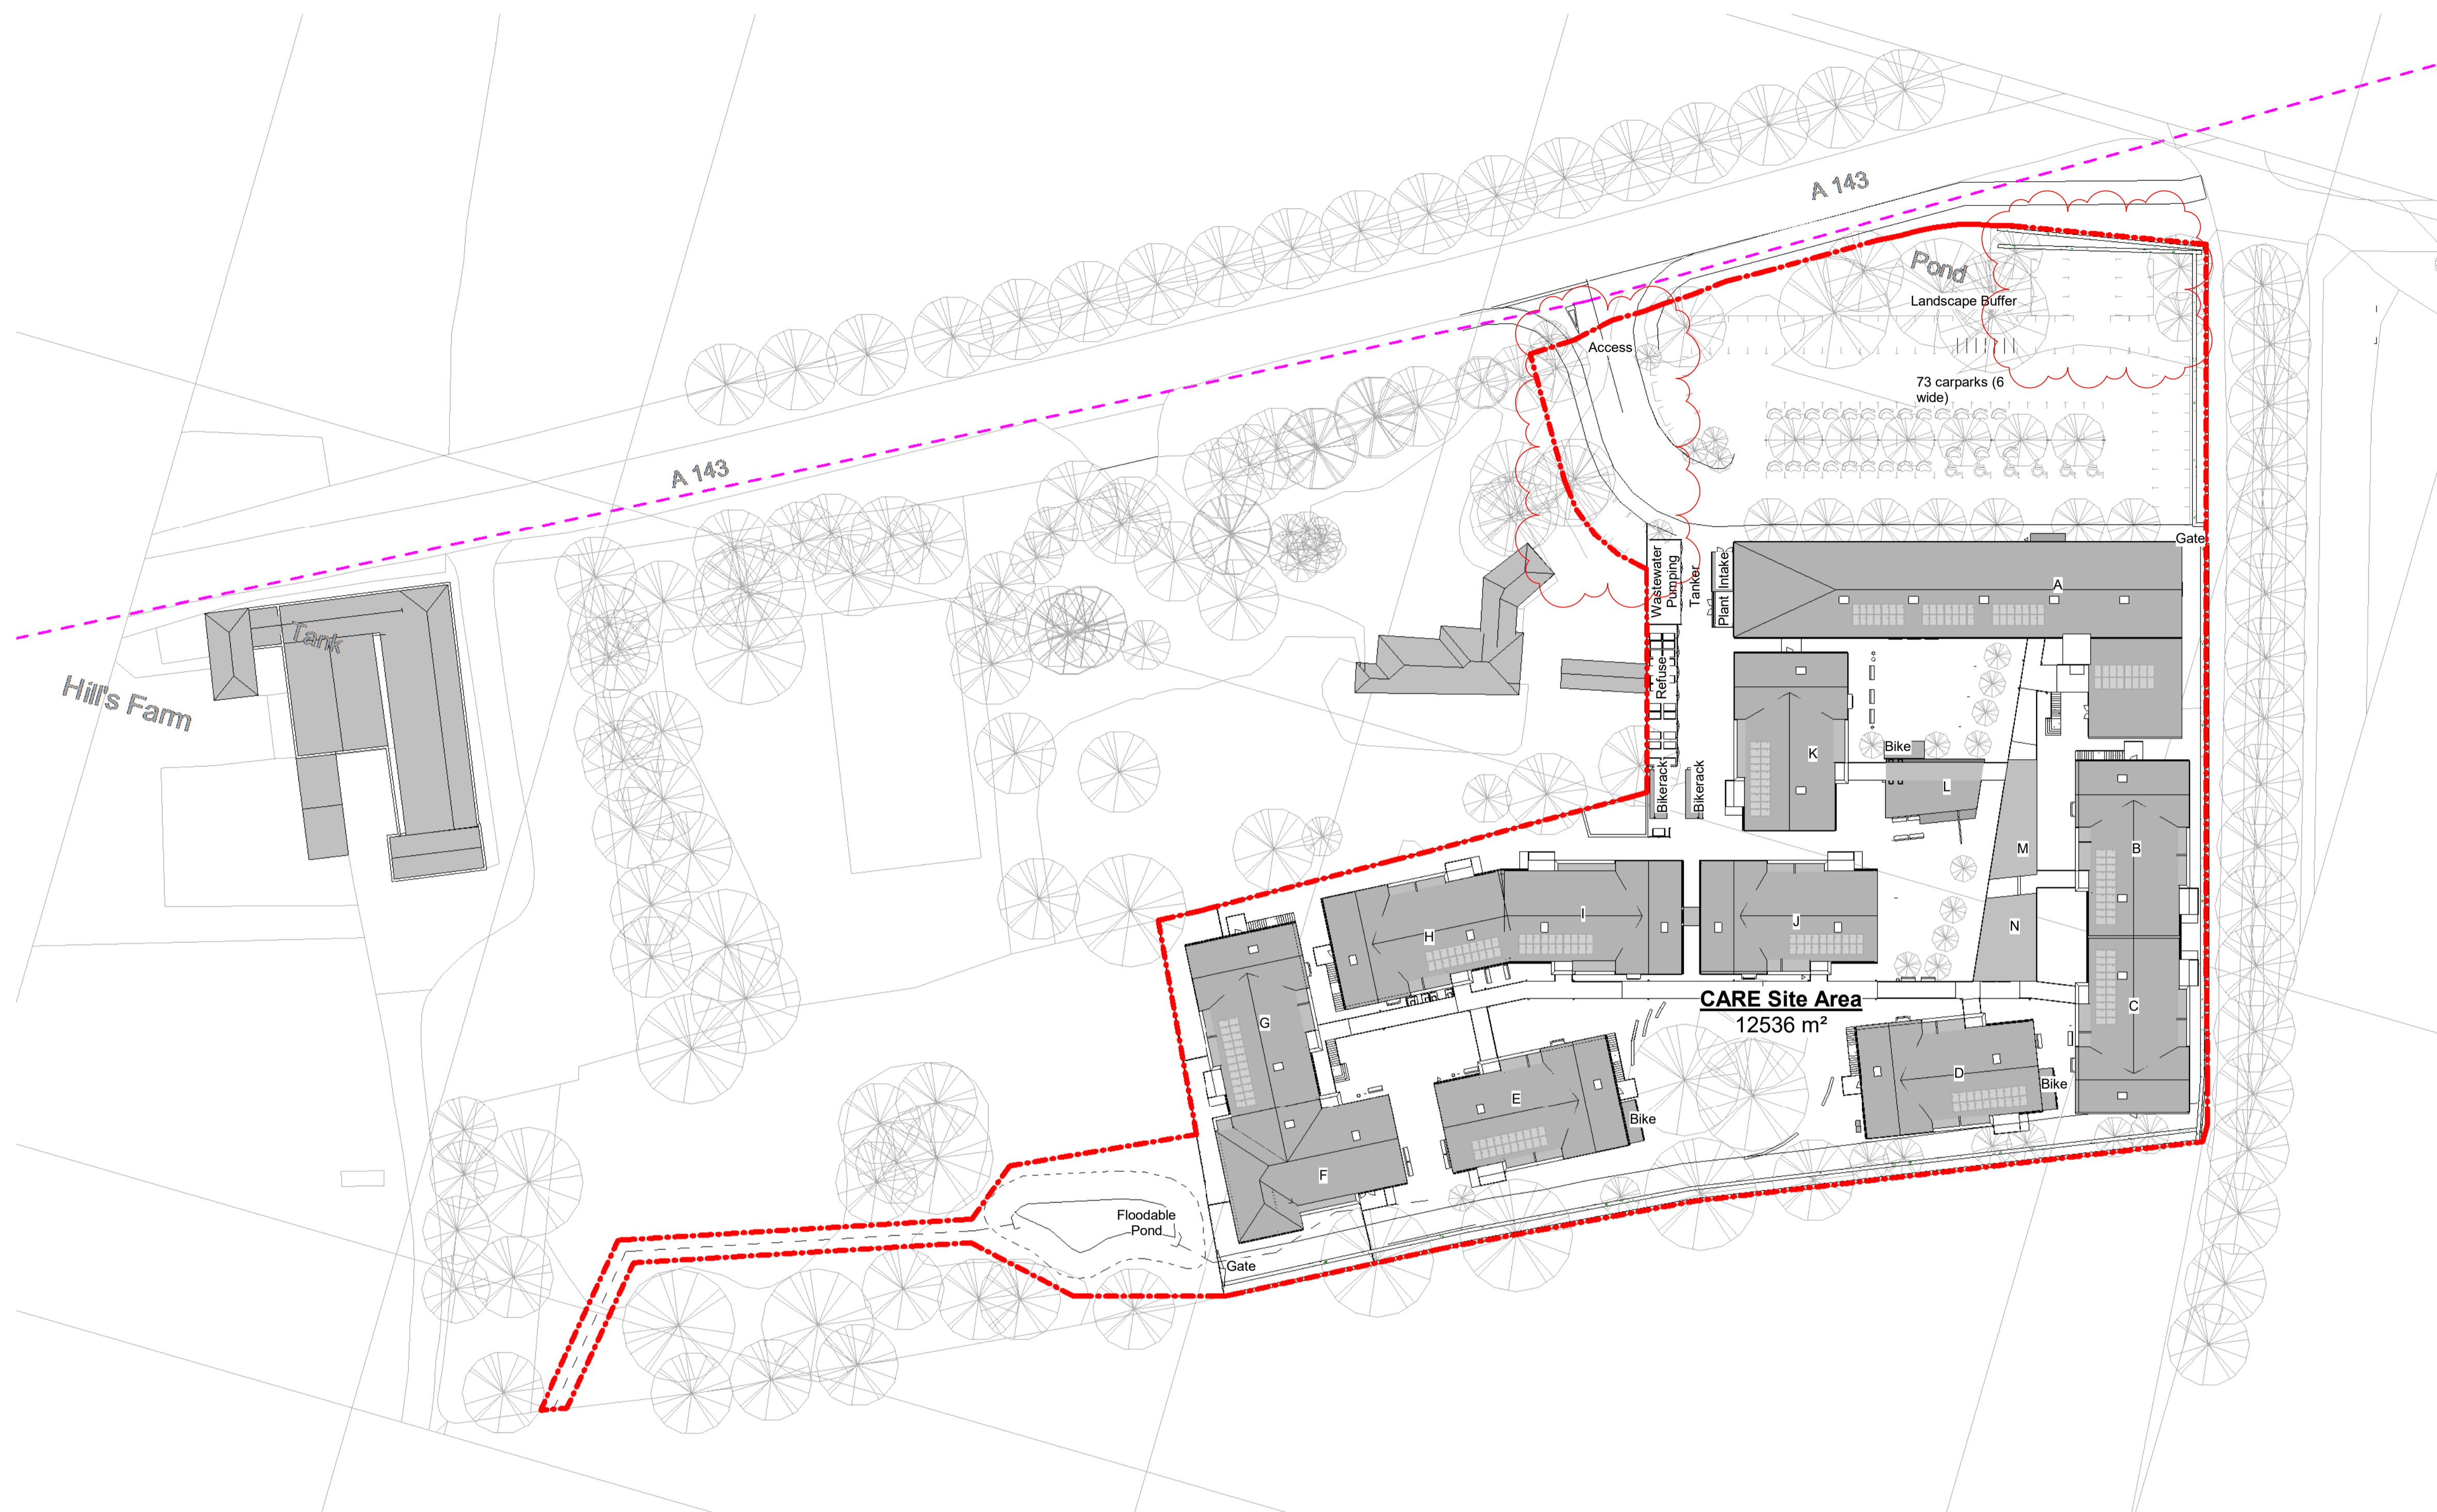 A 143
Pond
Landscape Buffer
Access
73 carparks (6
wide)
A 143
Gate
Wastewater
Pumping
Tanker
Plant
Intake
A
Tank
Hill's Farm
Refuse
K
Bike
L
Bikerack
Bikerack
M
B
N
H
I
J
CARE Site Area
12536 m²
G
C
D
Bike
E
Bike
F
Floodable
Pond
Gate